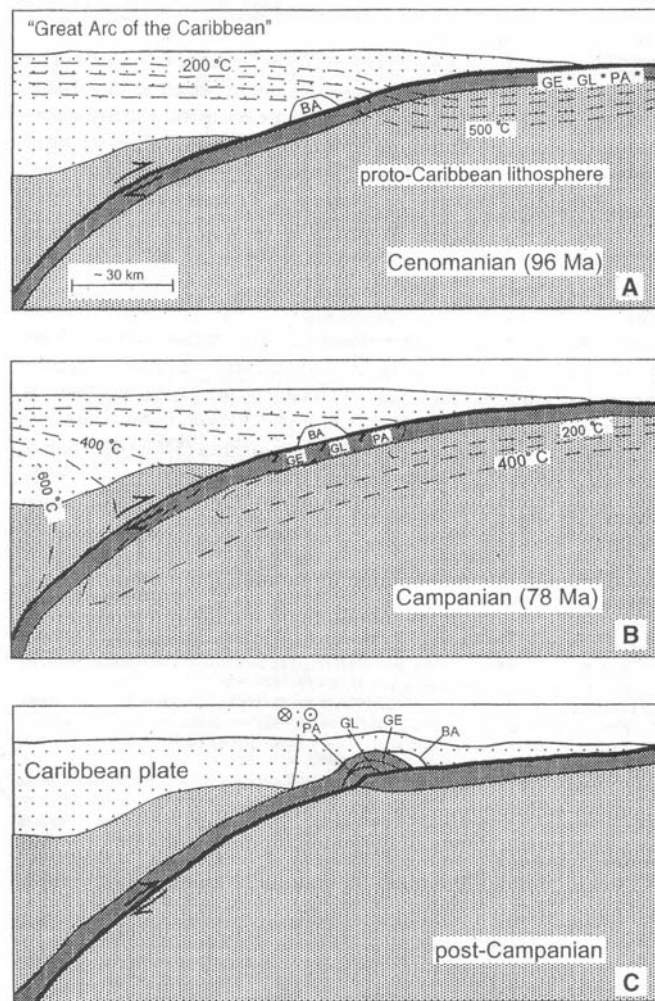 "Great Arc of the Caribbean"
200 °C
BA
GE * GL * PA *
500 °C
proto-Caribbean lithosphere
~ 30 km
Cenomanian (96 Ma)
A
400°C
600°C
BA
GE
GL
PA
200 °C
400°C
Campanian (78 Ma)
B
PA
GL
GE
BA
Caribbean plate
post-Campanian
C